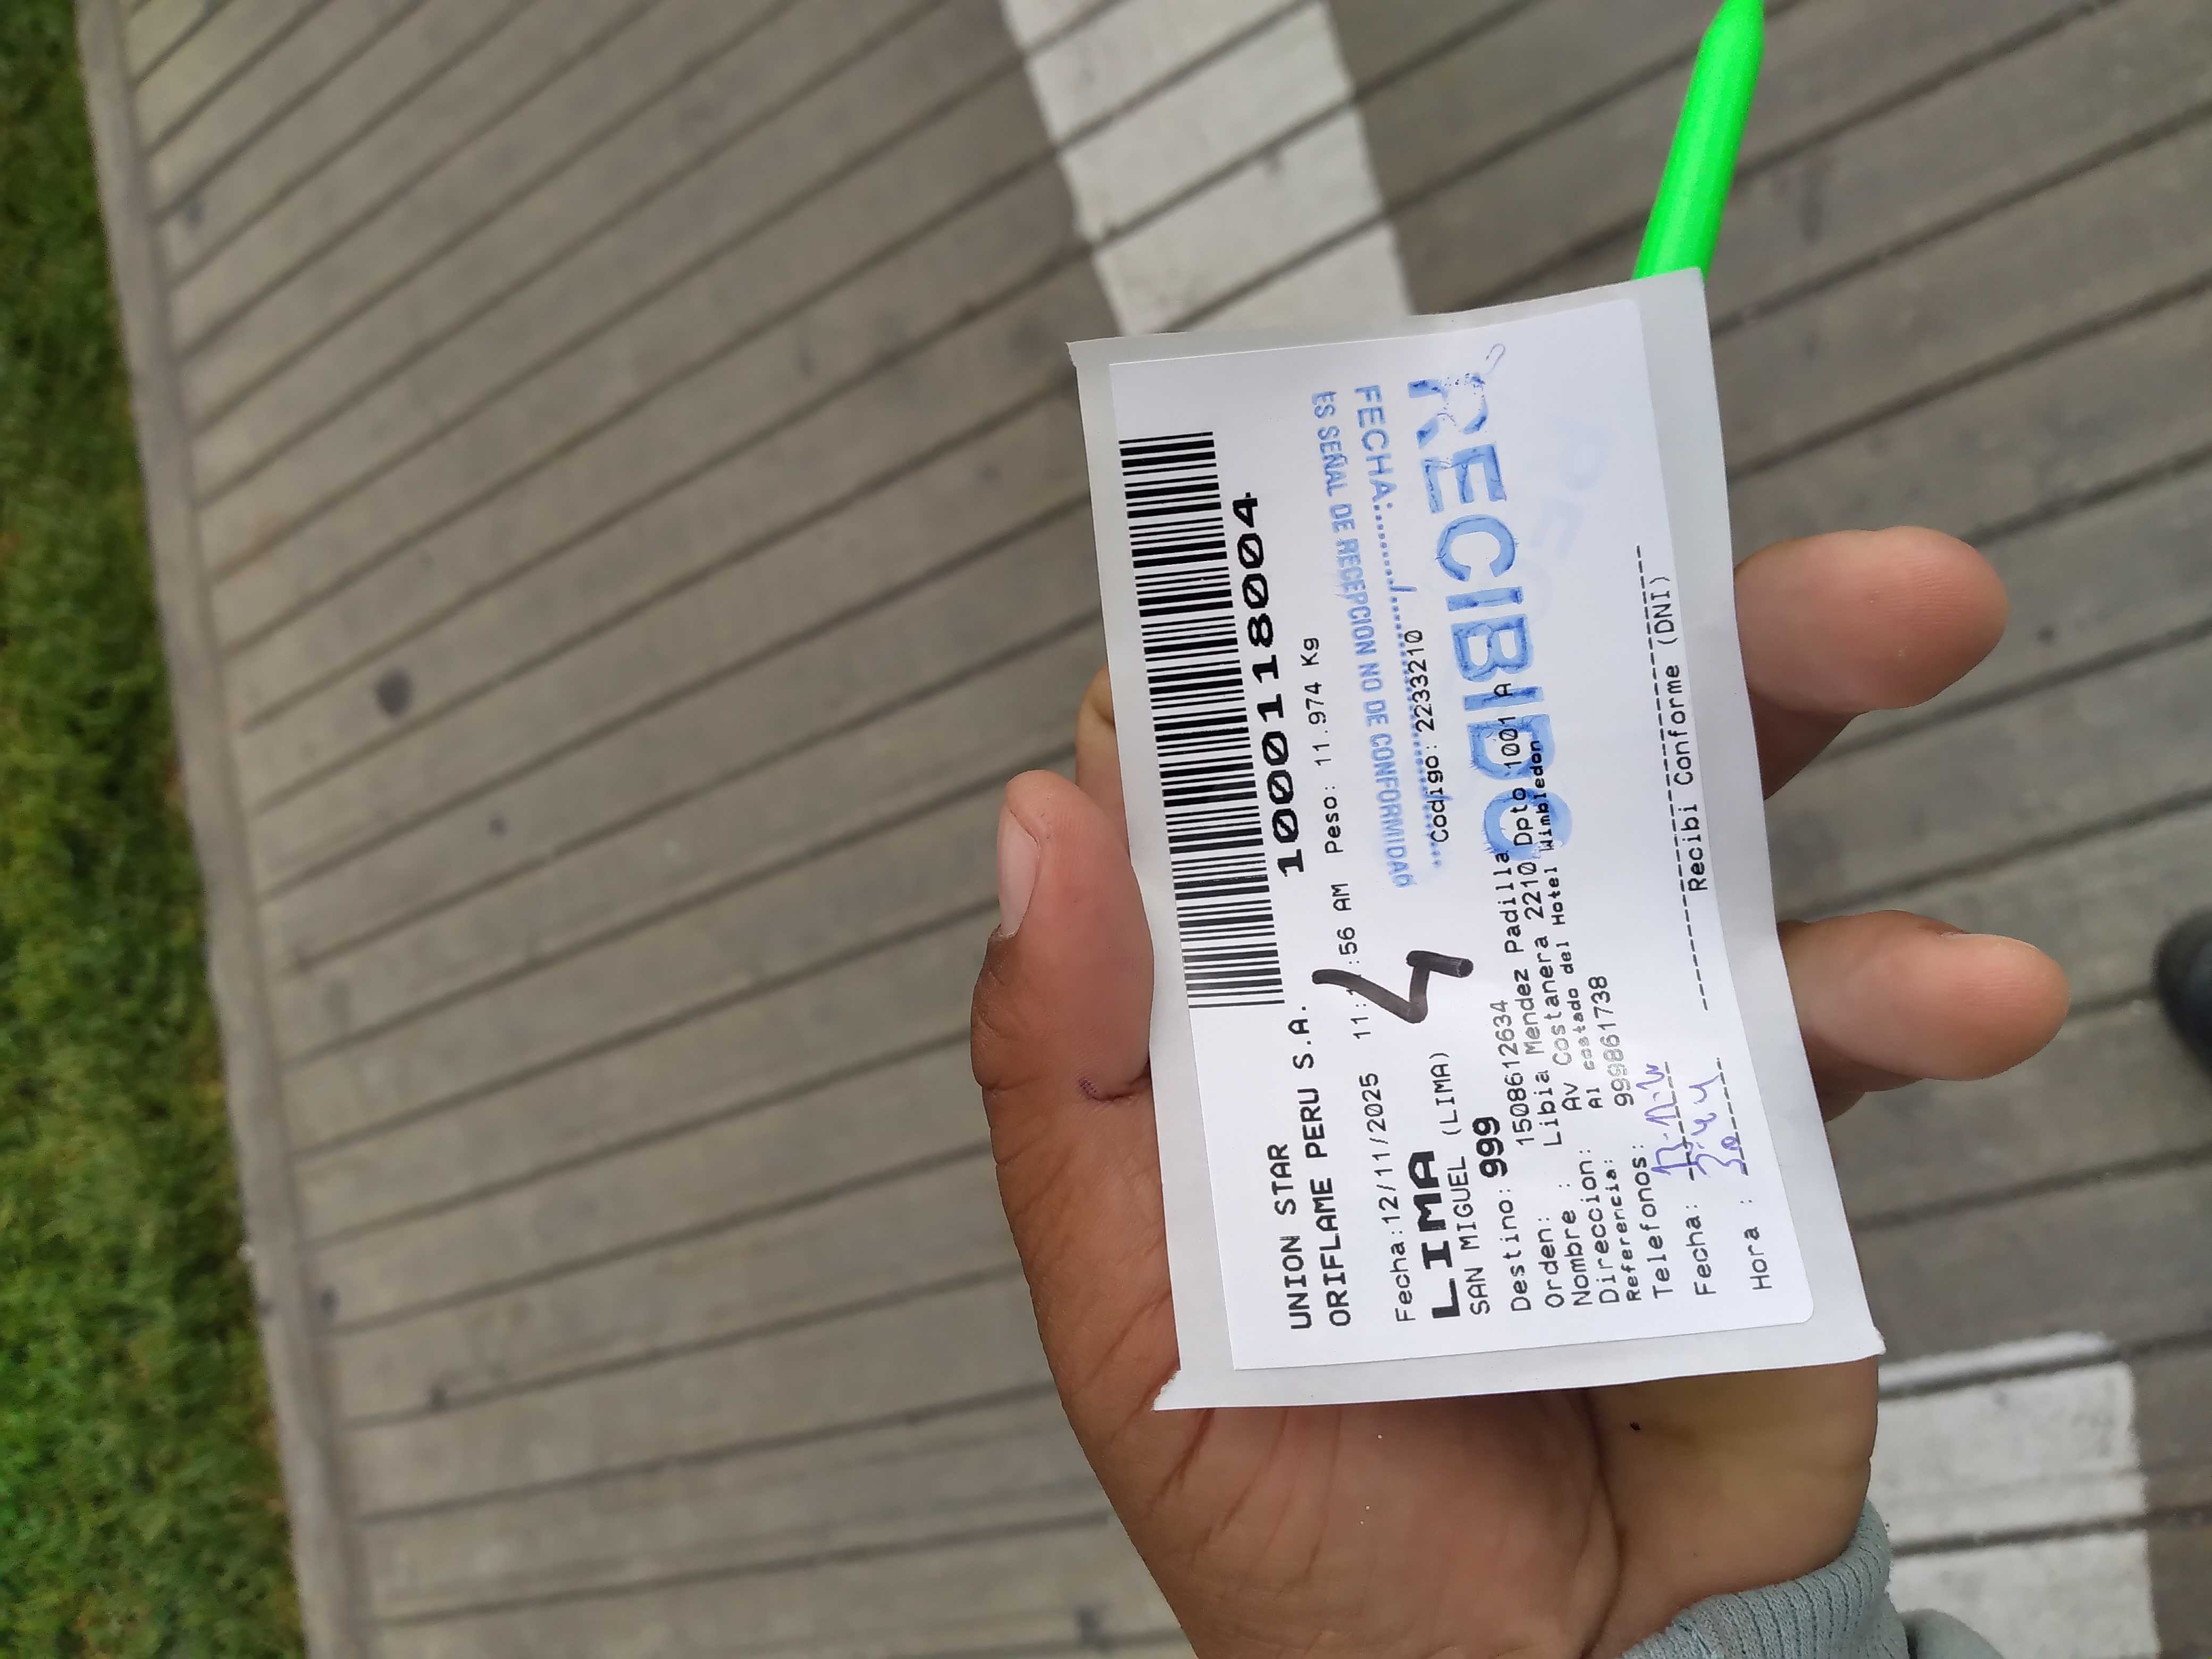 10001118004
UNION STAR
ORIFLAME PERU S.A.
Fecha:12/11/2025 11: :56 AM Peso: 11.974 Kg
ES SEÑAL DE RECEPCION NO DE CONFORMIDAD
FECHA:
LIMA
SAN MIGUEL (LIMA)
Codigo: 2233210
RECIBIDO
Destino: 999
Orden: 1508612634
Nombre : Libia Mendez Padilla
Direccion: Av Costanera 2210 Dpto 1001 A
Referencia: Al costado del Hotel Wimbledon
Telefonos: 999861738
Fecha:
Hora :
Recibi Conforme (DNI)